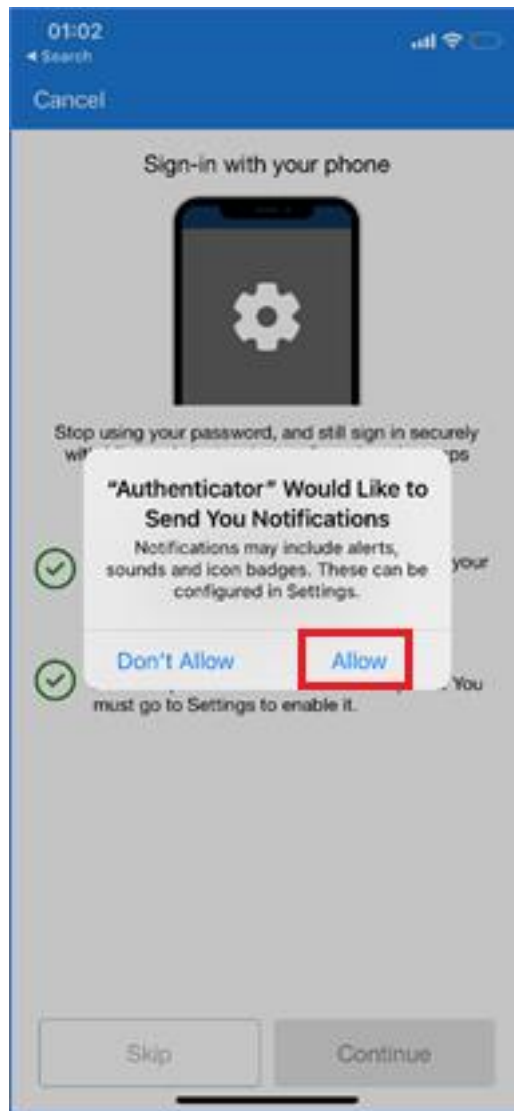 01:02
Search
Cancel
Sign-in with your phone
Stop using your password, and still sign in securely
"Authenticator" Would Like to
Send You Notifications
Notifications may include alerts,
sounds and icon badges. These can be
configured in Settings.
your
Don't Allow
Allow
You
must go to Settings to enable it.
Skip
Continue